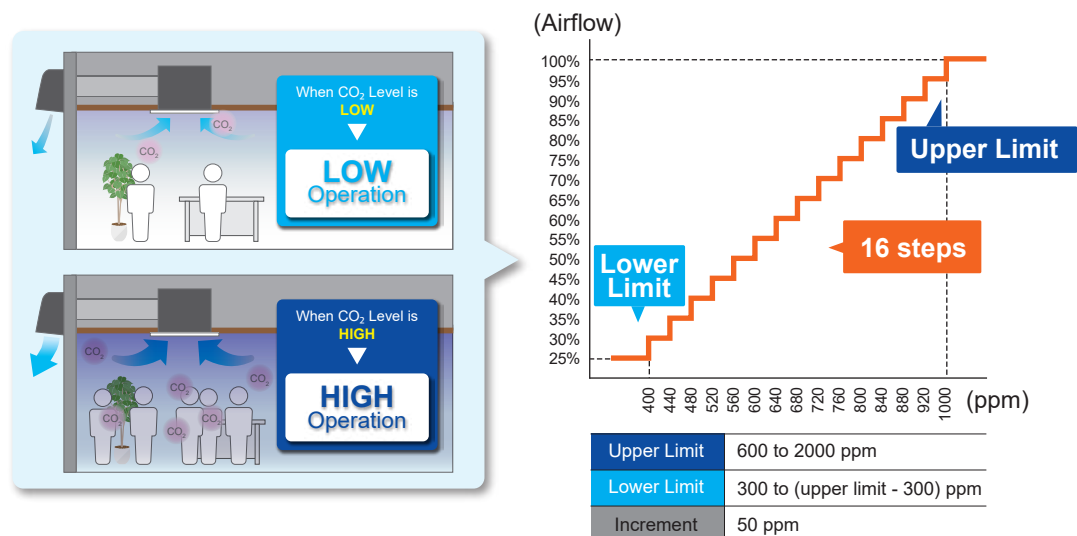 When CO₂ Level is
LOW
LOW
Operation
CO₂
CO₂
When CO₂ Level is
HIGH
HIGH
Operation
CO₂
CO₂
CO₂
CO₂
CO₂
CO₂
(Airflow)
100%
95%
90%
85%
80%
75%
70%
65%
60%
55%
50%
45%
40%
35%
30%
25%
Upper Limit
16 steps
Lower
Limit
400
440
480
520
560
600
640
680
720
760
800
840
880
920
1000
(ppm)
Upper Limit 600 to 2000 ppm
Lower Limit 300 to (upper limit - 300) ppm
Increment 50 ppm